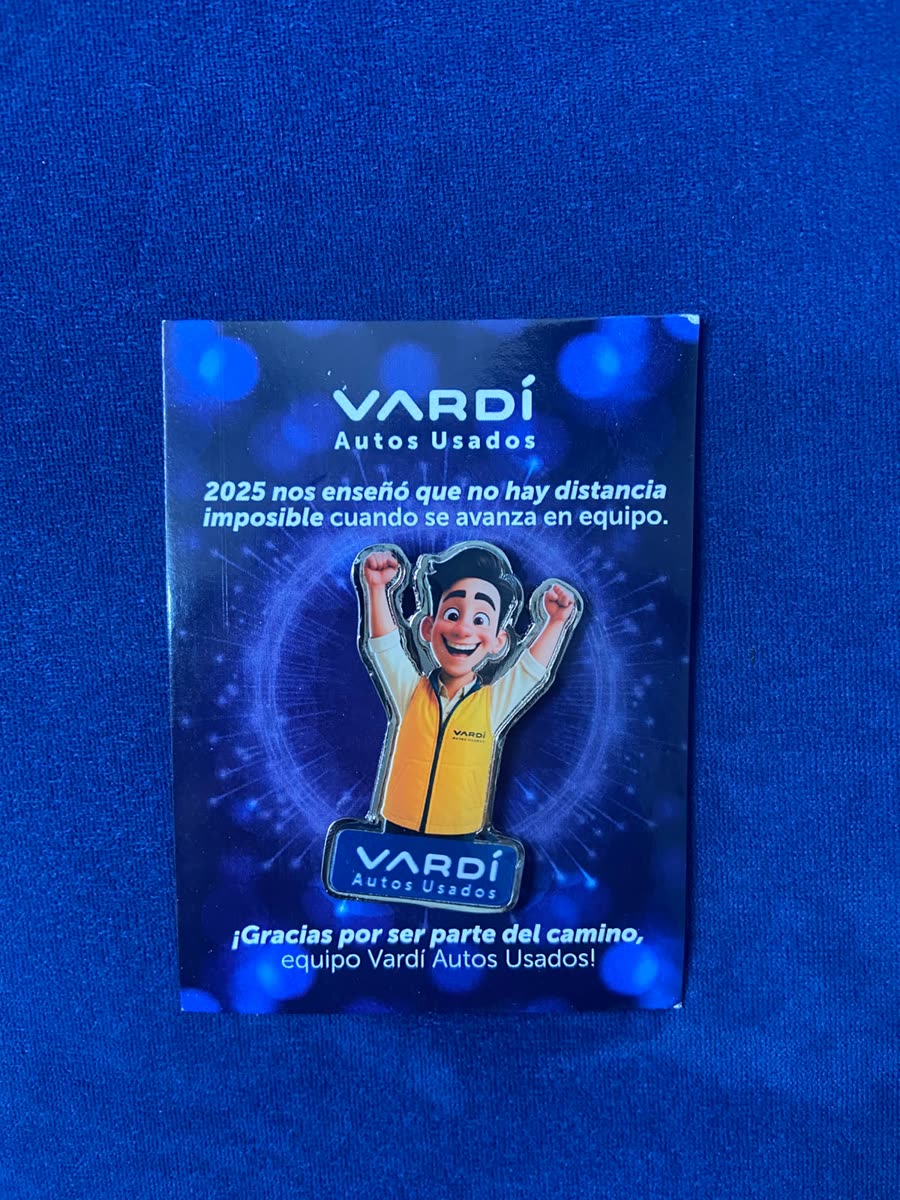 VARDÍ
Autos Usados
2025 nos enseñó que no hay distancia
imposible cuando se avanza en equipo.
VARDÍ
VARDÍ
Autos Usados
¡Gracias por ser parte del camino,
equipo Vardí Autos Usados!